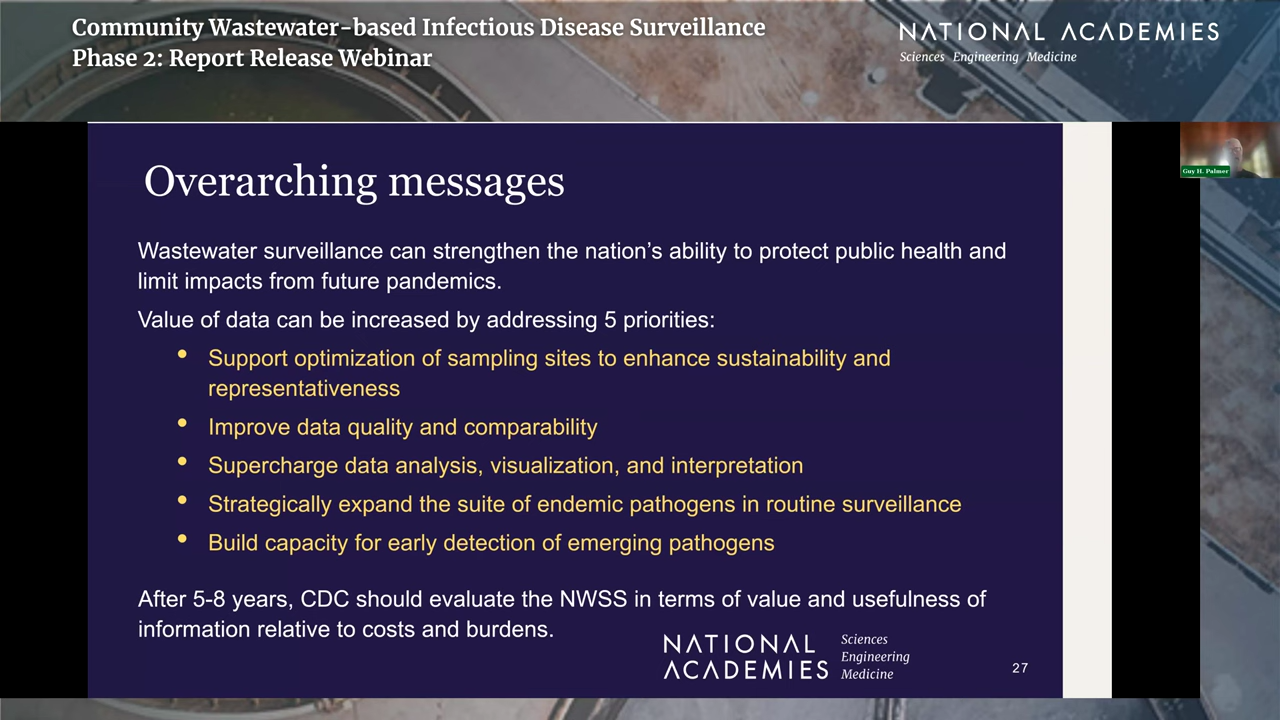 Community Wastewater-based Infectious Disease Surveillance
Phase 2: Report Release Webinar
NATIONAL ACADEMIES
Sciences Engineering Medicine
Guy H. Palmer
Overarching messages
Wastewater surveillance can strengthen the nation’s ability to protect public health and
limit impacts from future pandemics.
Value of data can be increased by addressing 5 priorities:
• Support optimization of sampling sites to enhance sustainability and
representativeness
• Improve data quality and comparability
• Supercharge data analysis, visualization, and interpretation
• Strategically expand the suite of endemic pathogens in routine surveillance
• Build capacity for early detection of emerging pathogens
After 5-8 years, CDC should evaluate the NWSS in terms of value and usefulness of
information relative to costs and burdens.
NATIONAL
ACADEMIES
Sciences
Engineering
Medicine
27